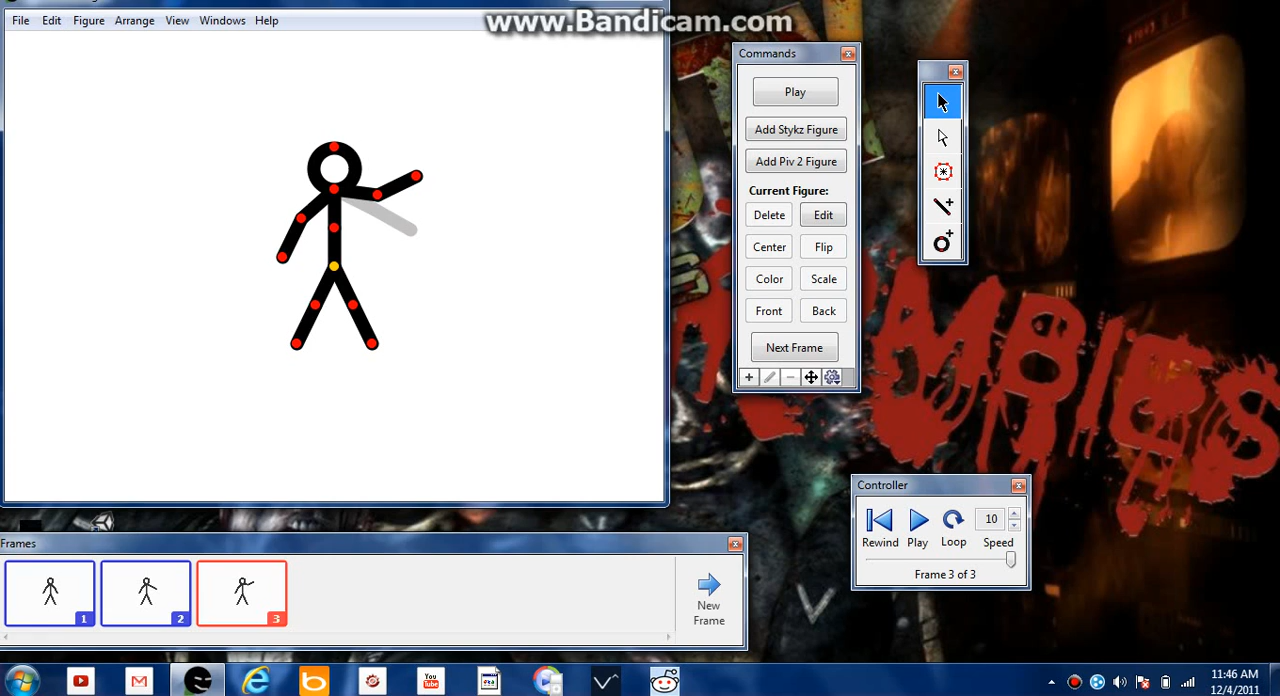 www.Bandicam.com
File Edit Figure Arrange View Windows Help
Commands
Play
Add Stykz Figure
Add Piv 2 Figure
Current Figure:
Delete Edit
Center Flip
Color Scale
Front Back
Next Frame
Controller
10
Rewind Play Loop Speed
Frame 3 of 3
Frames
1 2 3
New
Frame
You
Tube
11:46 AM
12/4/2011